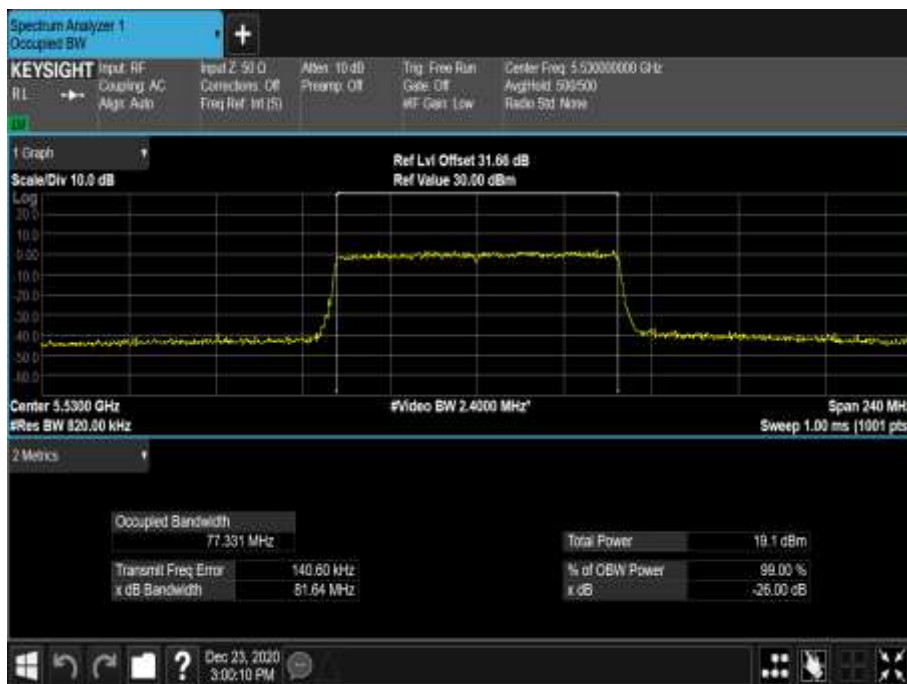 Spectrum Analyzer 1
Occupied BW
+
KEYSIGHT Input: RF Input Z: 50 Ω Atten: 10 dB Trig: Free Run Center Freq: 5.530000000 GHz
RL Coupling: AC Corrections: Off Preamp: Off Gate: Off Avg|Hold: 500/500
Align: Auto Freq Ref: Int (S) #IF Gain: Low Radio Std: None
1 Graph
Ref Lvl Offset 31.66 dB
Scale/Div 10.0 dB Ref Value 30.00 dBm
Log
20.0
10.0
0.00
-10.0
-20.0
-30.0
-40.0
-50.0
-60.0
Center 5.5300 GHz #Video BW 2.4000 MHz* Span 240 MHz
#Res BW 820.00 kHz Sweep 1.00 ms (1001 pts
2 Metrics
Occupied Bandwidth
77.331 MHz Total Power 19.1 dBm
Transmit Freq Error 140.60 kHz % of OBW Power 99.00 %
x dB Bandwidth 81.64 MHz x dB -26.00 dB
? Dec 23, 2020
3:00:10 PM